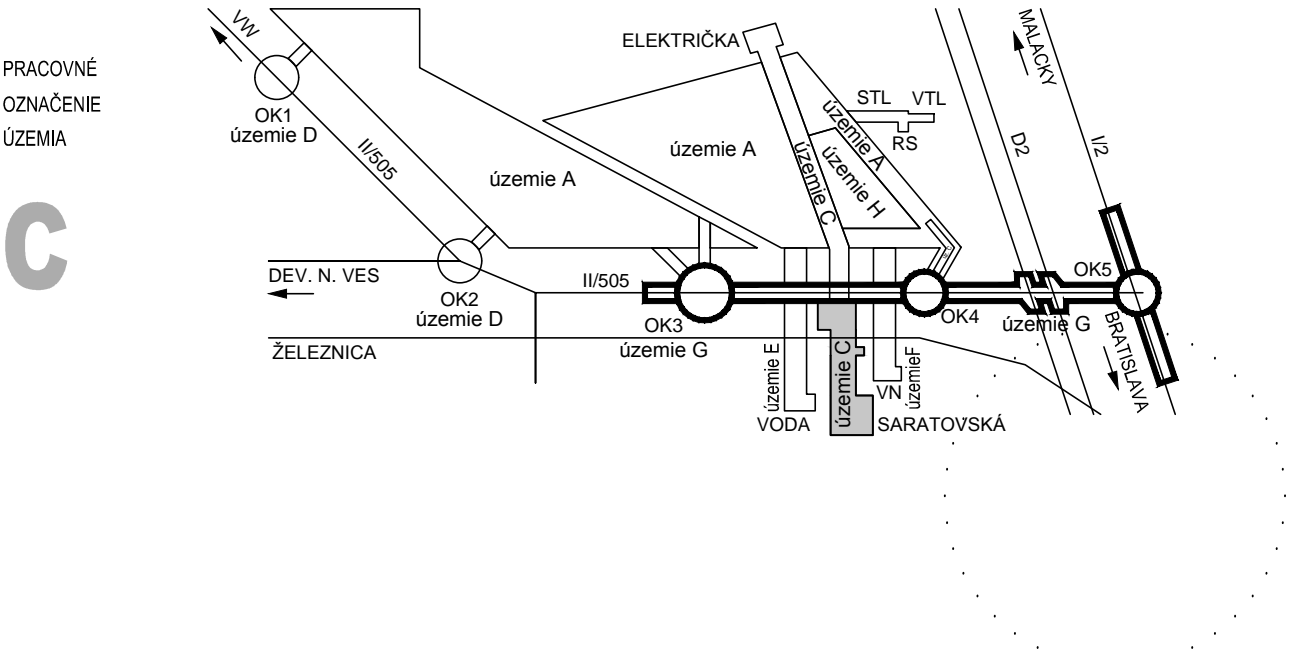 PRACOVNÉ
OZNAČENIE
ÚZEMIA
C
VW
OK1
územie D
II/505
DEV. N. VES
OK2
územie D
ŽELEZNICA
územie A
územie A
ELEKTRIČKA
územie C
územie A
územie H
STL VTL
RS
MALACKY
D2
I/2
II/505
OK3
územie G
OK4
OK5
územie G
BRATISLAVA
územie E
VODA
územie C
VN
územieF
SARATOVSKÁ